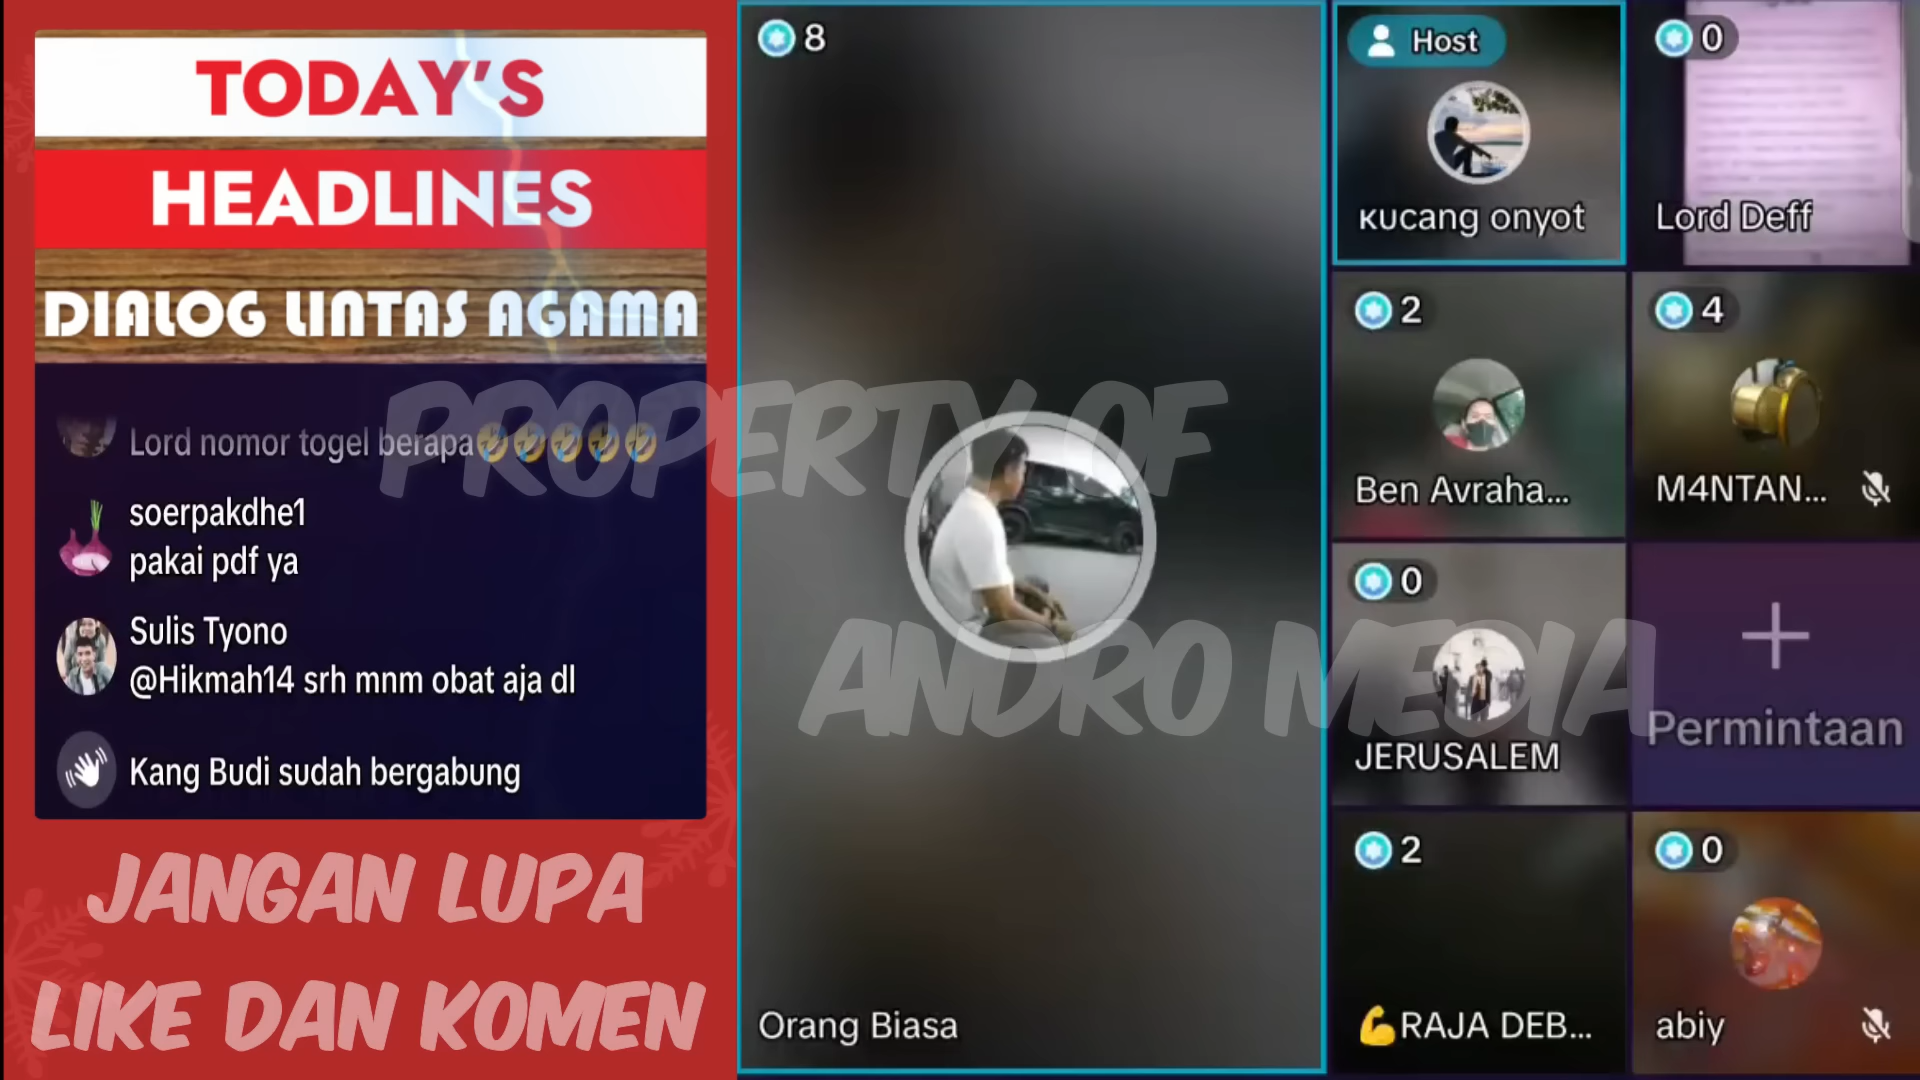 TODAY'S
HEADLINES
DIALOG LINTAS AGAMA
Lord nomor togel berapa🤣🤣🤣🤣🤣
soerpakdhe1
pakai pdf ya
Sulis Tyono
@Hikmah14 srh mnm obat aja dl
Kang Budi sudah bergabung
JANGAN LUPA
LIKE DAN KOMEN
PROPERTY OF
ANDRO MEDIA
8
Orang Biasa
Host
кucang onyot
0
Lord Deff
2
Ben Avraha...
4
M4NTAN...
0
JERUSALEM
+
Permintaan
2
💪RAJA DEB...
0
abiy